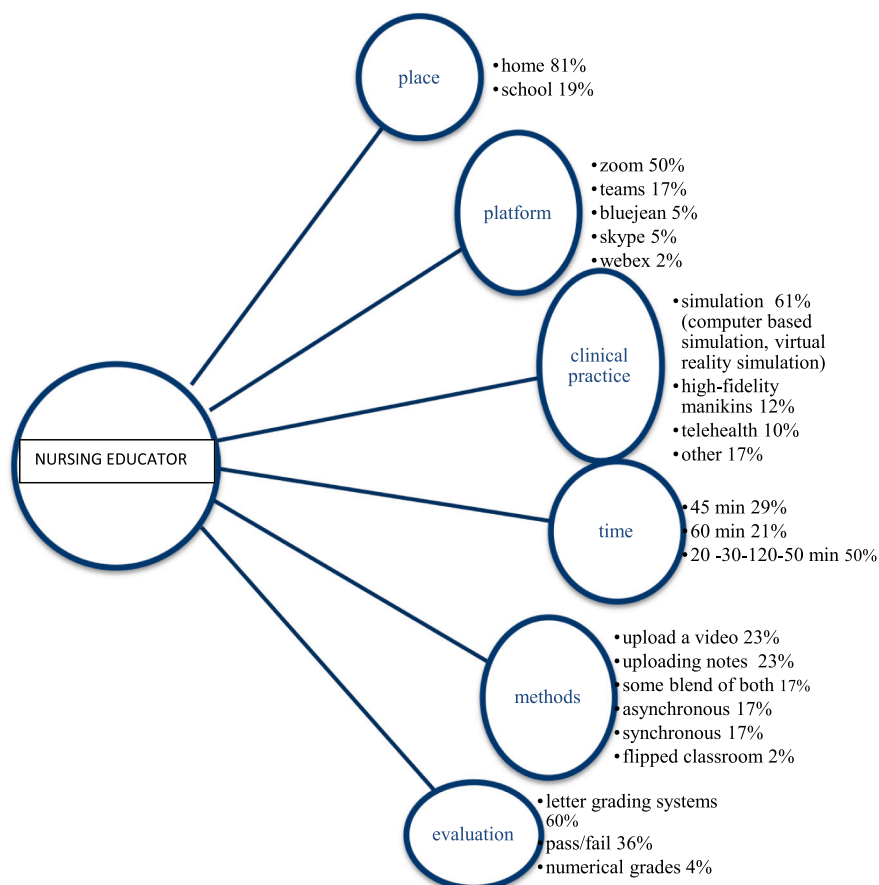 place
•home 81%
•school 19%
platform
•zoom 50%
•teams 17%
•bluejean 5%
•skype 5%
•webex 2%
clinical
practice
•simulation 61%
(computer based
simulation, virtual
reality simulation)
•high-fidelity
manikins 12%
•telehealth 10%
•other 17%
NURSING EDUCATOR
time
•45 min 29%
•60 min 21%
•20 -30-120-50 min 50%
methods
•upload a video 23%
•uploading notes 23%
•some blend of both 17%
•asynchronous 17%
•synchronous 17%
•flipped classroom 2%
evaluation
•letter grading systems
60%
•pass/fail 36%
•numerical grades 4%